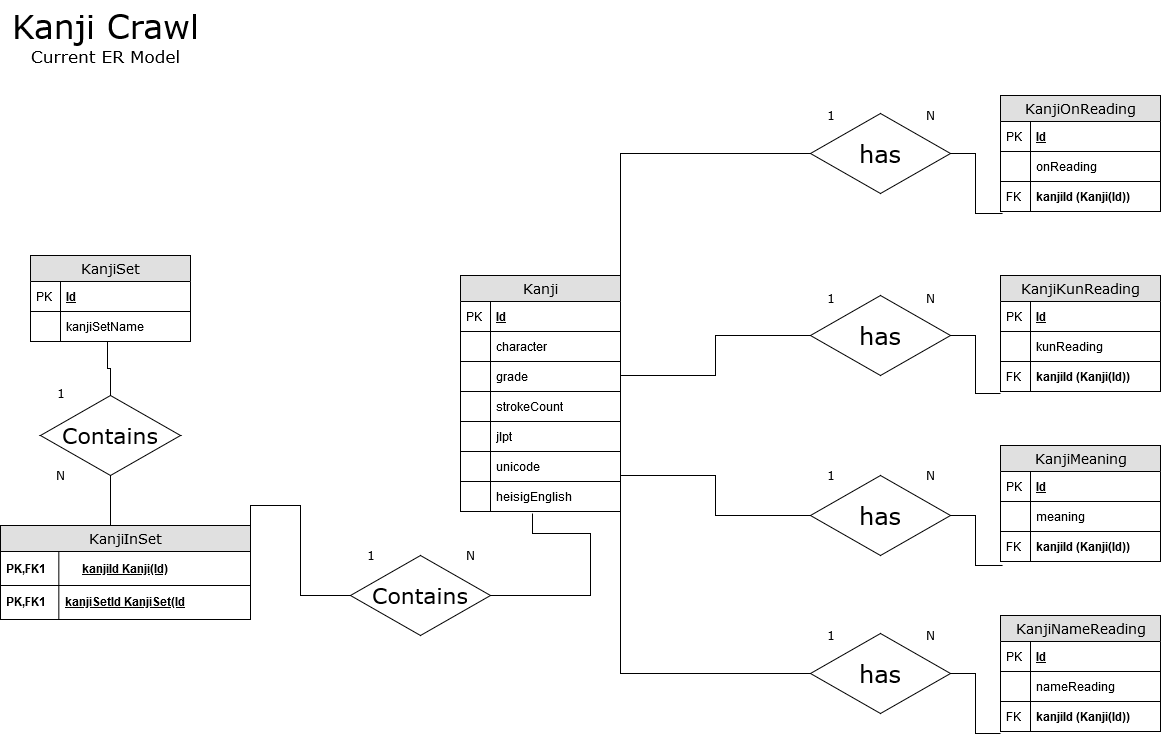 Kanji Crawl
Current ER Model
KanjiSet
PK Id
kanjiSetName
1
Contains
N
KanjiInSet
PK,FK1 kanjiId Kanji(Id)
PK,FK1 kanjiSetId KanjiSet(Id
1 N
Contains
Kanji
PK Id
character
grade
strokeCount
jlpt
unicode
heisigEnglish
1 N
has
KanjiOnReading
PK Id
onReading
FK kanjiId (Kanji(Id))
1 N
has
KanjiKunReading
PK Id
kunReading
FK kanjiId (Kanji(Id))
1 N
has
KanjiMeaning
PK Id
meaning
FK kanjiId (Kanji(Id))
1 N
has
KanjiNameReading
PK Id
nameReading
FK kanjiId (Kanji(Id))